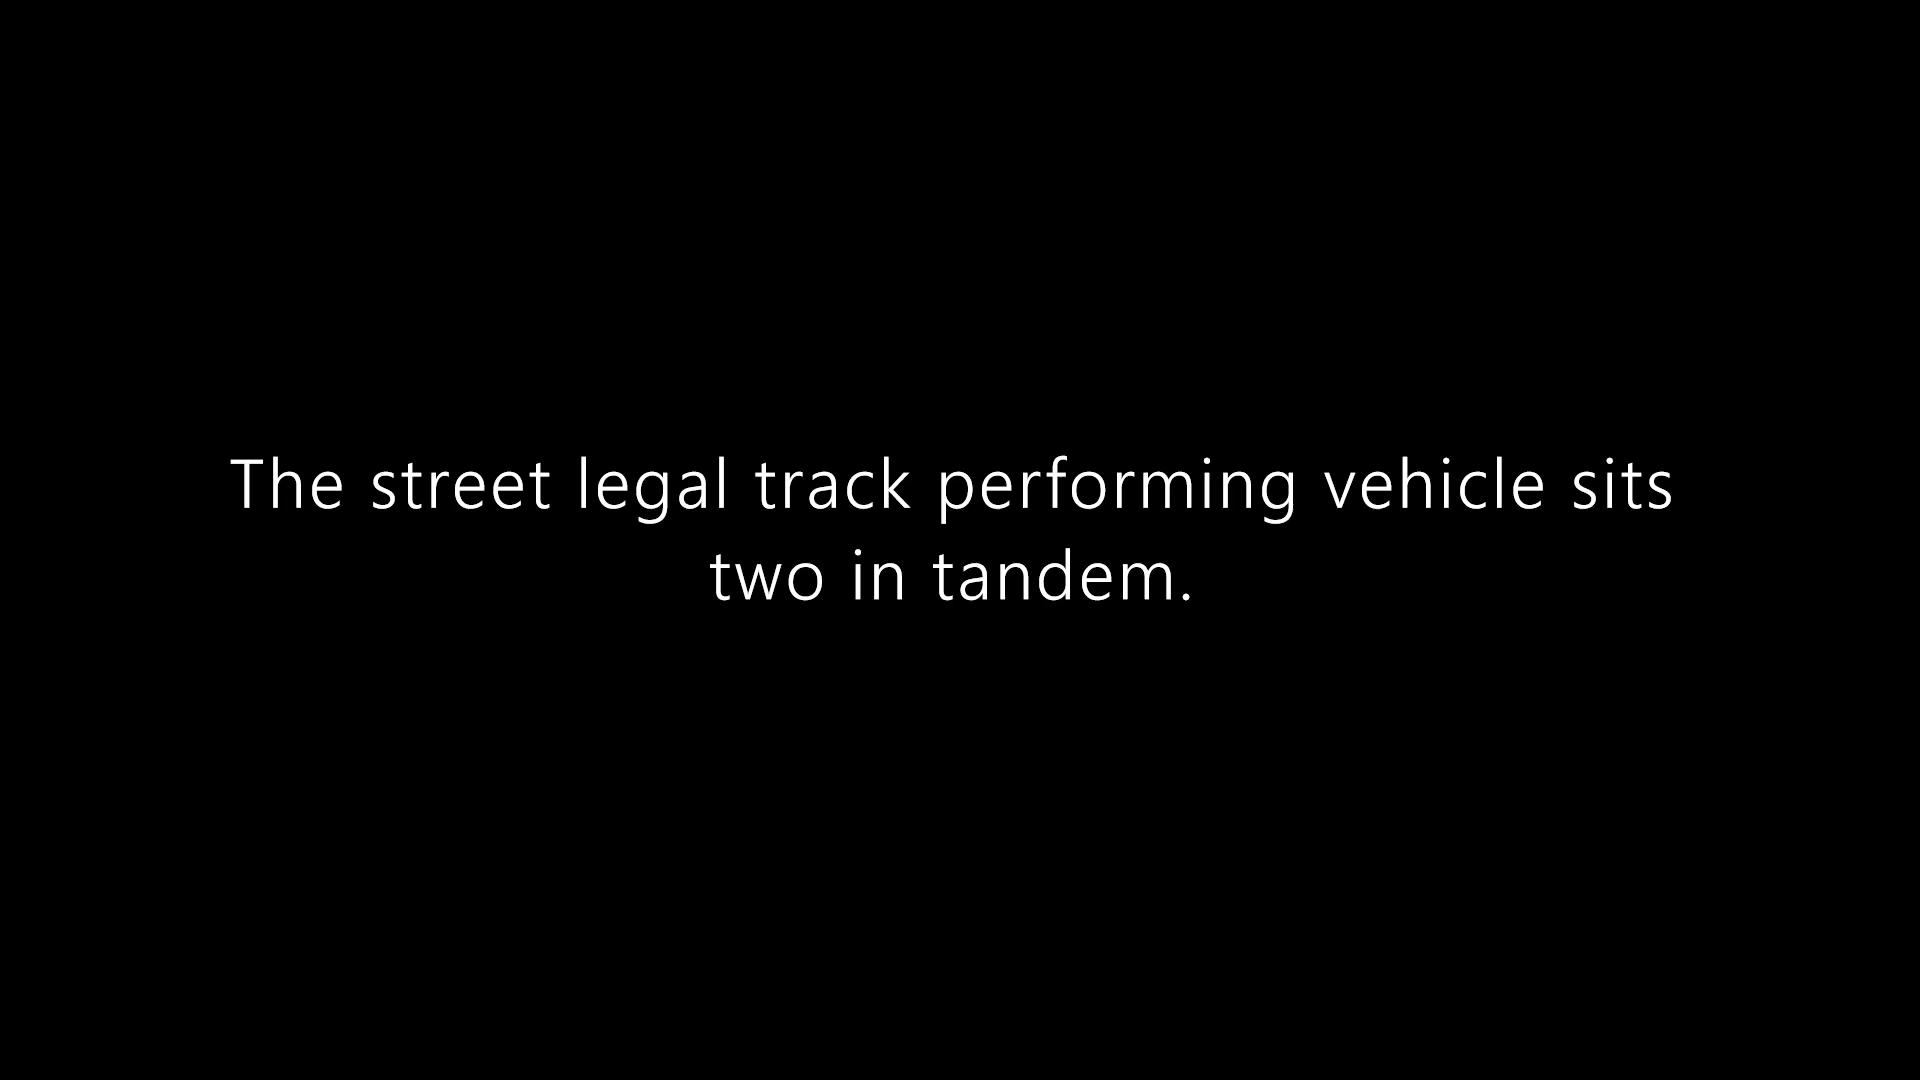 The street legal track performing vehicle sits
two in tandem.